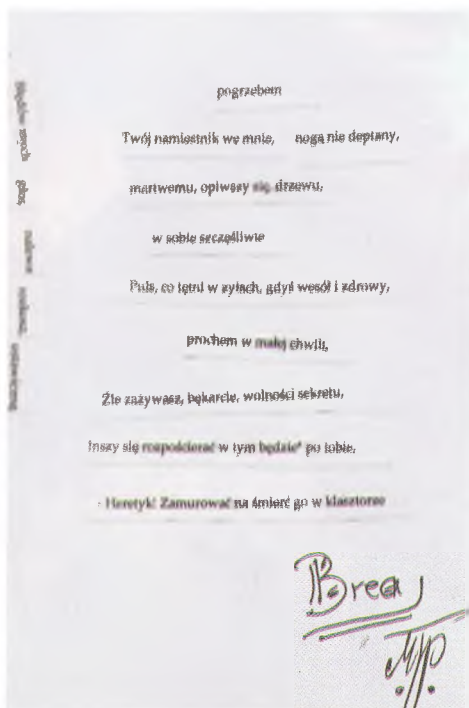 pogrzebem
Twój namiestnik we mnie, nogą nie deptany,
martwemu, opiwszy się drzewu,
w sobie szczęśliwie
Puls, co tętni w żyłach, gdyś wesół i zdrowy,
prochem w małej chwili,
Źle zażywasz, bękarcie, wolności sekretu,
Inszy się rozpościerać w tym będzie* po tobie,
- Heretyk! Zamurować na śmierć go w klasztorze
Brea
MP